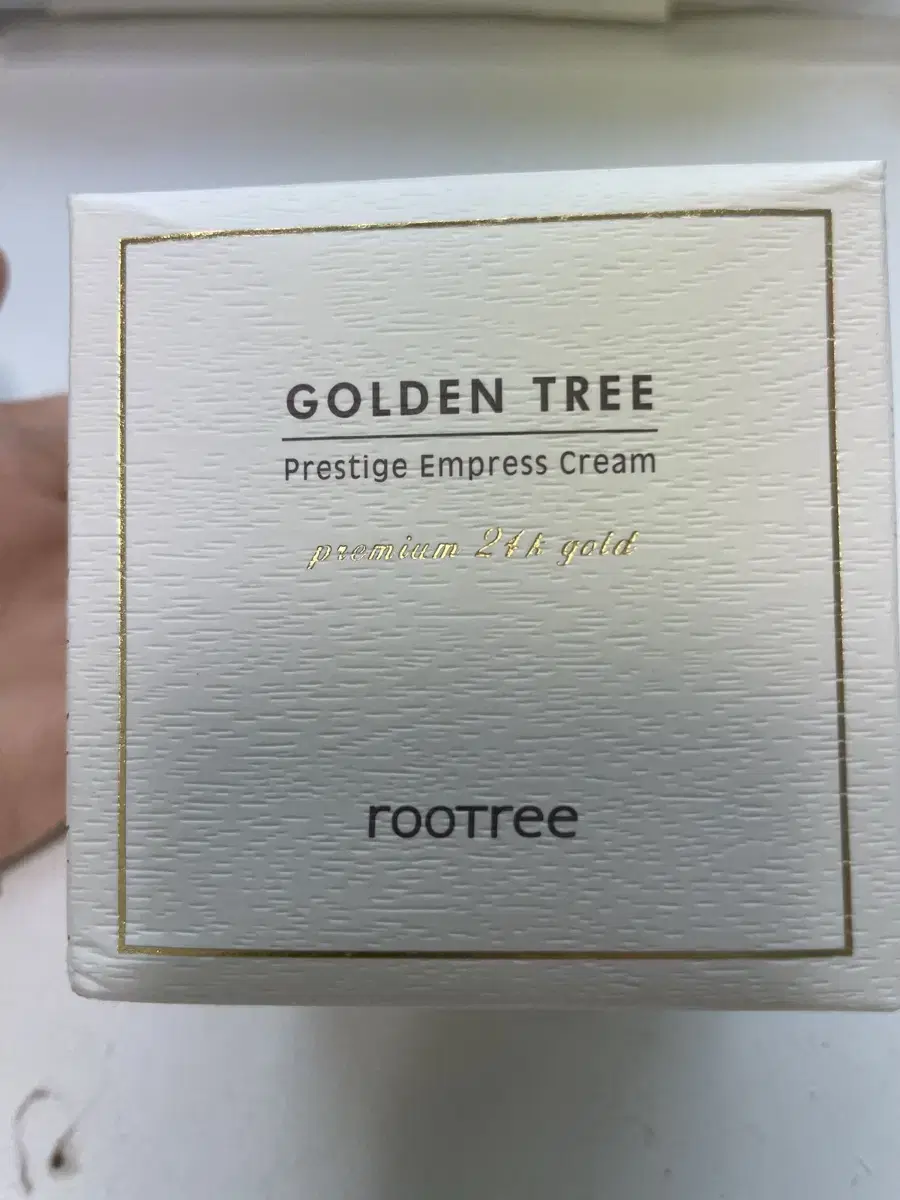 GOLDEN TREE
Prestige Empress Cream
premium 24k gold
rooTree